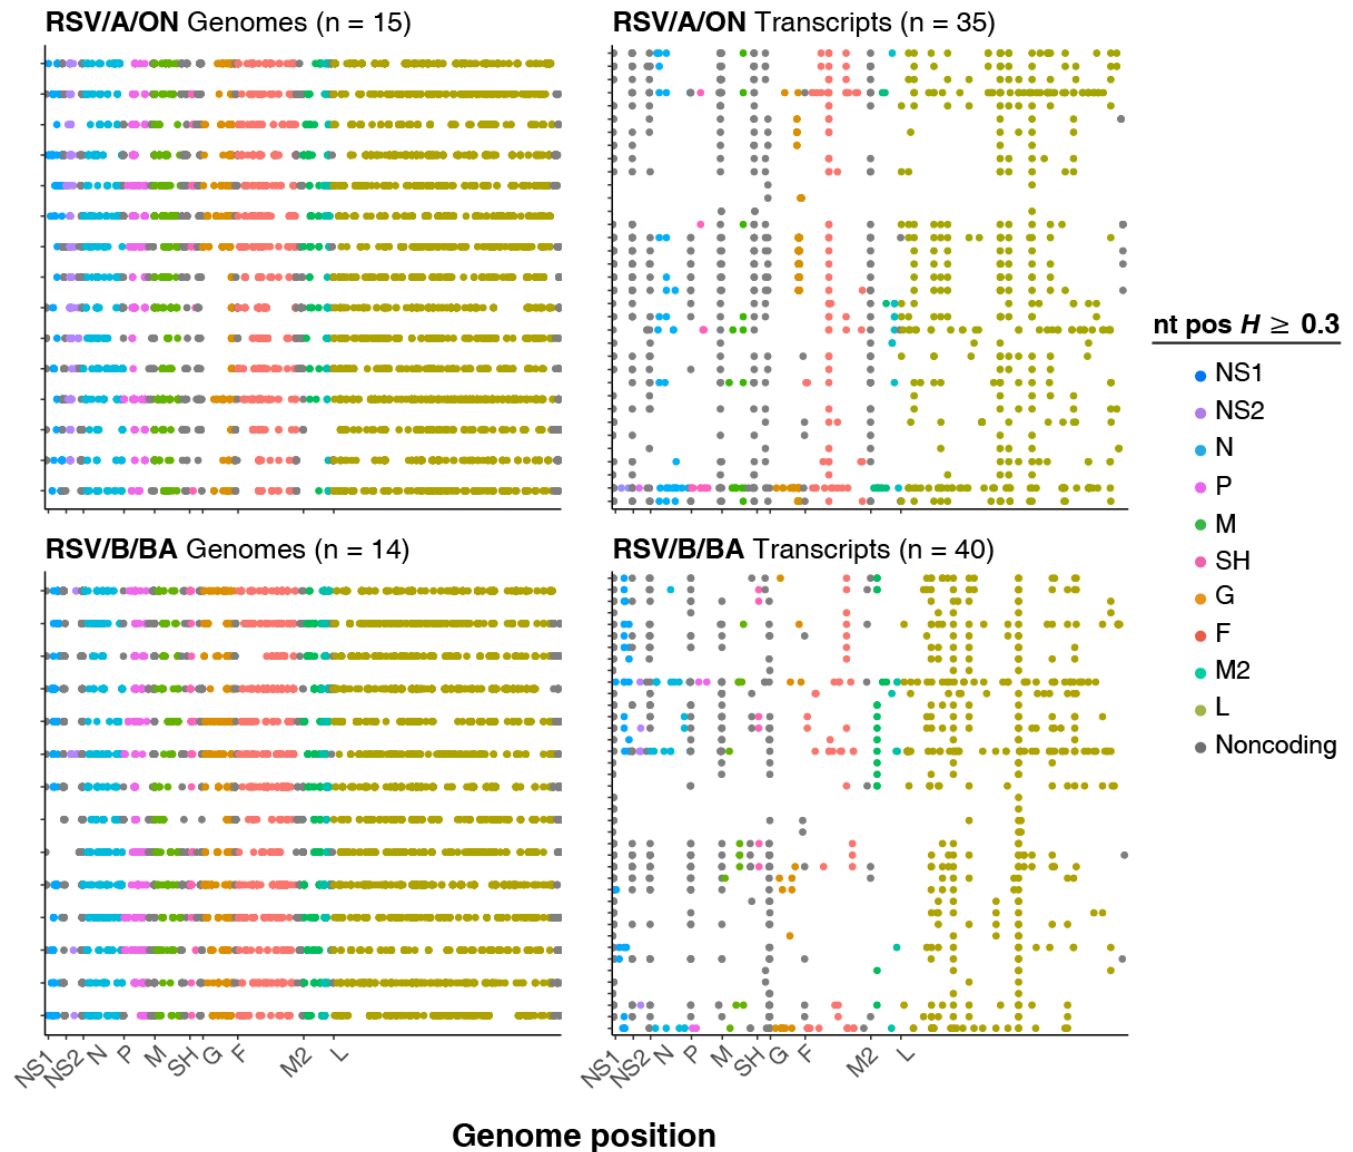 RSV/A/ON Genomes (n = 15)
RSV/A/ON Transcripts (n = 35)
nt pos H ≥ 0.3
NS1
NS2
N
P
M
SH
G
F
M2
L
Noncoding
RSV/B/BA Genomes (n = 14)
RSV/B/BA Transcripts (n = 40)
NS1 NS2 N P M SH G F M2 L
NS1 NS2 N P M SH G F M2 L
Genome position